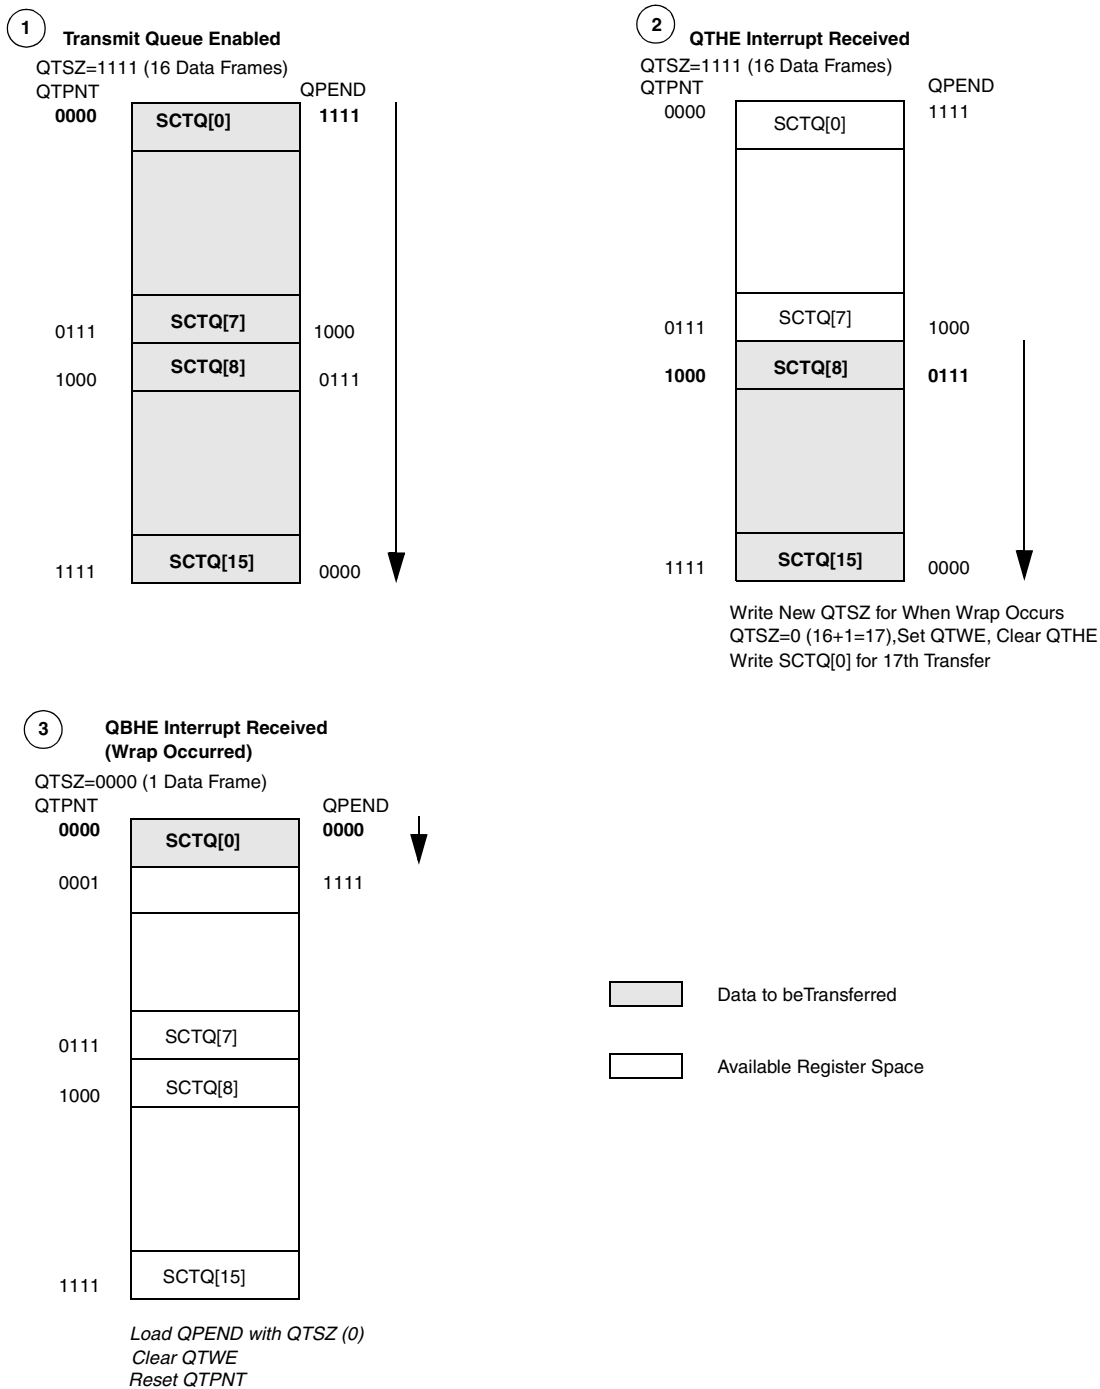 1
Transmit Queue Enabled
QTSZ=1111 (16 Data Frames)
QTPNT QPEND
0000 SCTQ[0] 1111
0111 SCTQ[7] 1000
1000 SCTQ[8] 0111
1111 SCTQ[15] 0000
2
QTHE Interrupt Received
QTSZ=1111 (16 Data Frames)
QTPNT QPEND
0000 SCTQ[0] 1111
0111 SCTQ[7] 1000
1000 SCTQ[8] 0111
1111 SCTQ[15] 0000
Write New QTSZ for When Wrap Occurs
QTSZ=0 (16+1=17),Set QTWE, Clear QTHE
Write SCTQ[0] for 17th Transfer
3
QBHE Interrupt Received
(Wrap Occurred)
QTSZ=0000 (1 Data Frame)
QTPNT QPEND
0000 SCTQ[0] 0000
0001 1111
0111 SCTQ[7]
1000 SCTQ[8]
1111 SCTQ[15]
Load QPEND with QTSZ (0)
Clear QTWE
Reset QTPNT
Data to beTransferred
Available Register Space